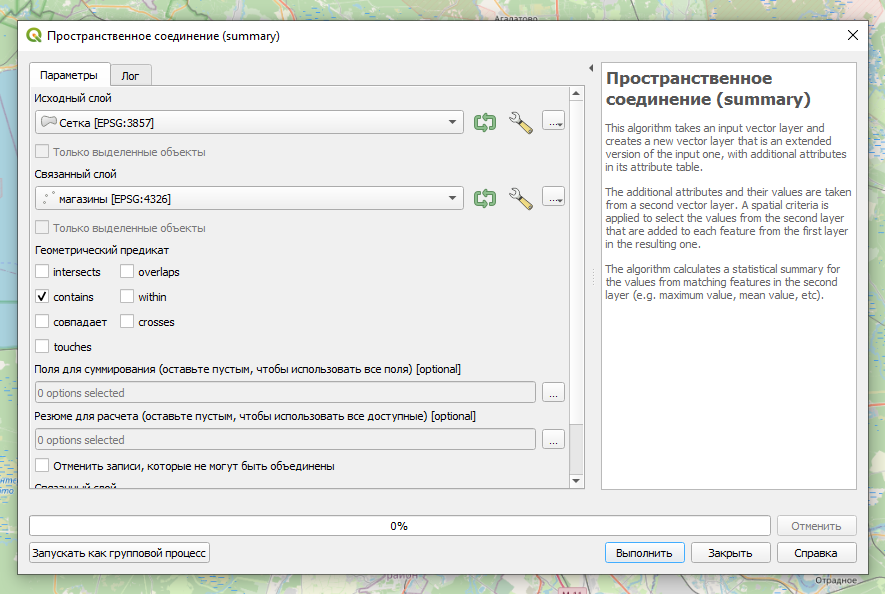 Агалатово
Пространственное соединение (summary)
Параметры
Лог
Исходный слой
Сетка [EPSG:3857]
...
Только выделенные объекты
Связанный слой
магазины [EPSG:4326]
...
Только выделенные объекты
Геометрический предикат
intersects
overlaps
contains
within
совпадает
crosses
touches
Поля для суммирования (оставьте пустым, чтобы использовать все поля) [optional]
0 options selected
...
Резюме для расчета (оставьте пустым, чтобы использовать все доступные) [optional]
0 options selected
...
Отменить записи, которые не могут быть объединены
Связанный слой
Пространственное
соединение (summary)
This algorithm takes an input vector layer and
creates a new vector layer that is an extended
version of the input one, with additional attributes
in its attribute table.
The additional attributes and their values are taken
from a second vector layer. A spatial criteria is
applied to select the values from the second layer
that are added to each feature from the first layer
in the resulting one.
The algorithm calculates a statistical summary for
the values from matching features in the second
layer (e.g. maximum value, mean value, etc).
0%
Отменить
Запускать как групповой процесс
Выполнить
Закрыть
Справка
район
Отрадное